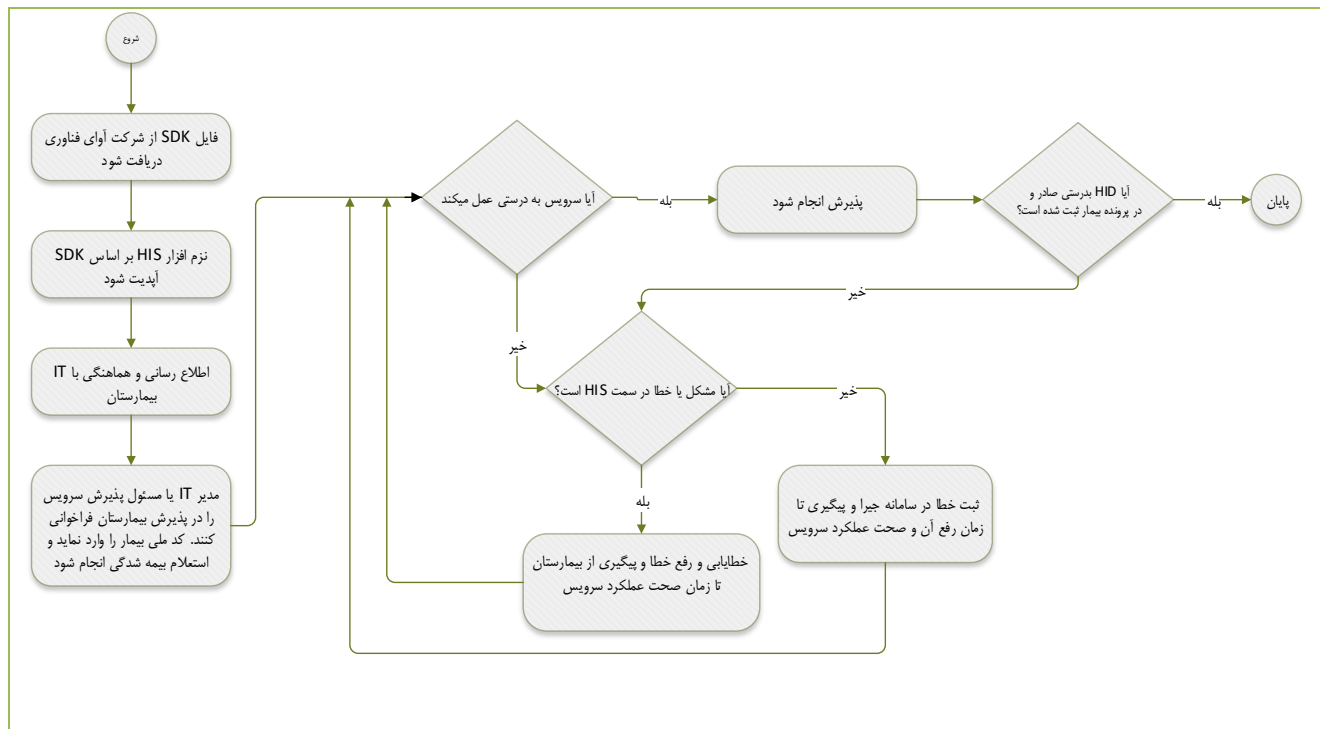 شروع
فایل SDK از شرکت آوای فناوری
دریافت شود
نزم افزار HIS بر اساس SDK
آپدیت شود
اطلاع رسانی و هماهنگی با IT
بیمارستان
مدیر IT یا مسئول پذیرش سرویس
را در پذیرش بیمارستان فراخوانی
کنند. کد ملی بیمار را وارد نماید و
استعلام بیمه شدگی انجام شود
آیا سرویس به درستی عمل میکند
بله
پذیرش انجام شود
آیا HID بدرستی صادر و
در پرونده بیمار ثبت شده است؟
بله
پایان
خیر
خیر
آیا مشکل یا خطا در سمت HIS است؟
خیر
بله
ثبت خطا در سامانه جیرا و پیگیری تا
زمان رفع آن و صحت عملکرد سرویس
خطایابی و رفع خطا و پیگیری از بیمارستان
تا زمان صحت عملکرد سرویس